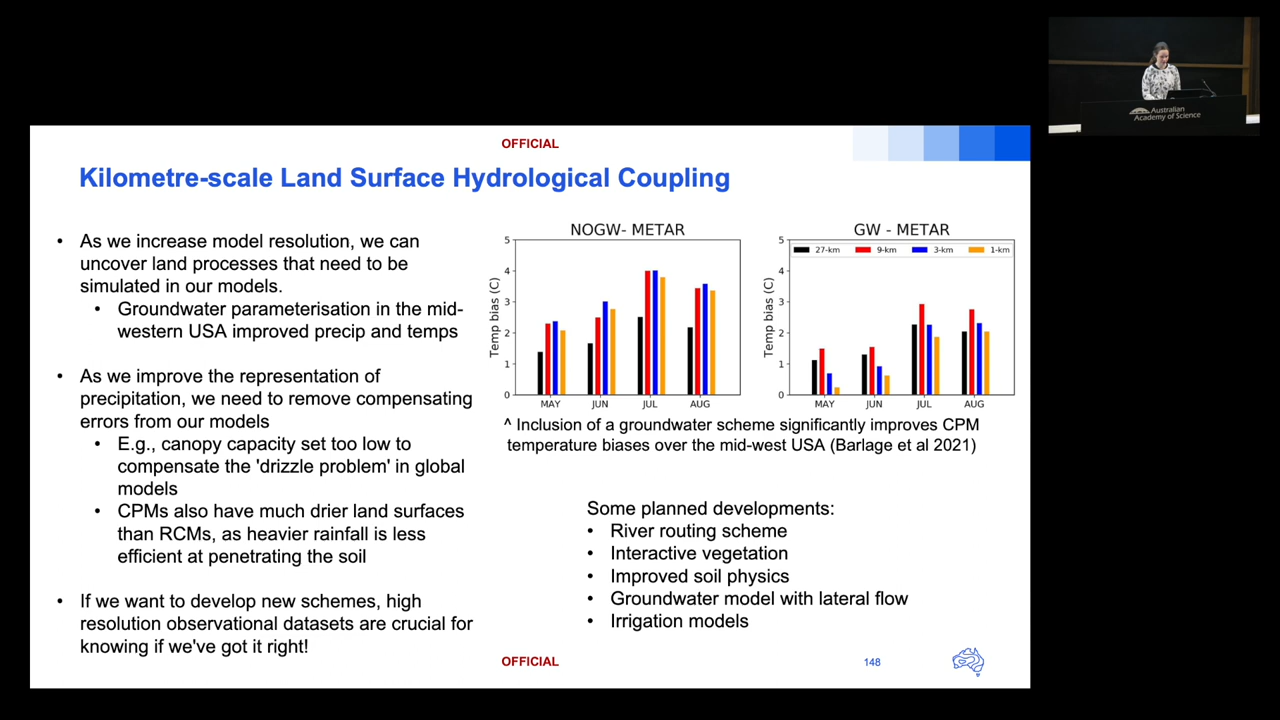 Australian
Academy of Science
OFFICIAL
Kilometre-scale Land Surface Hydrological Coupling
• As we increase model resolution, we can
uncover land processes that need to be
simulated in our models.
• Groundwater parameterisation in the mid-
western USA improved precip and temps
• As we improve the representation of
precipitation, we need to remove compensating
errors from our models
• E.g., canopy capacity set too low to
compensate the 'drizzle problem' in global
models
• CPMs also have much drier land surfaces
than RCMs, as heavier rainfall is less
efficient at penetrating the soil
• If we want to develop new schemes, high
resolution observational datasets are crucial for
knowing if we've got it right!
NOGW- METAR
Temp bias (C)
5
4
3
2
1
0
MAY JUN JUL AUG
GW - METAR
27-km 9-km 3-km 1-km
Temp bias (C)
5
4
3
2
1
0
MAY JUN JUL AUG
^ Inclusion of a groundwater scheme significantly improves CPM
temperature biases over the mid-west USA (Barlage et al 2021)
Some planned developments:
• River routing scheme
• Interactive vegetation
• Improved soil physics
• Groundwater model with lateral flow
• Irrigation models
OFFICIAL
148